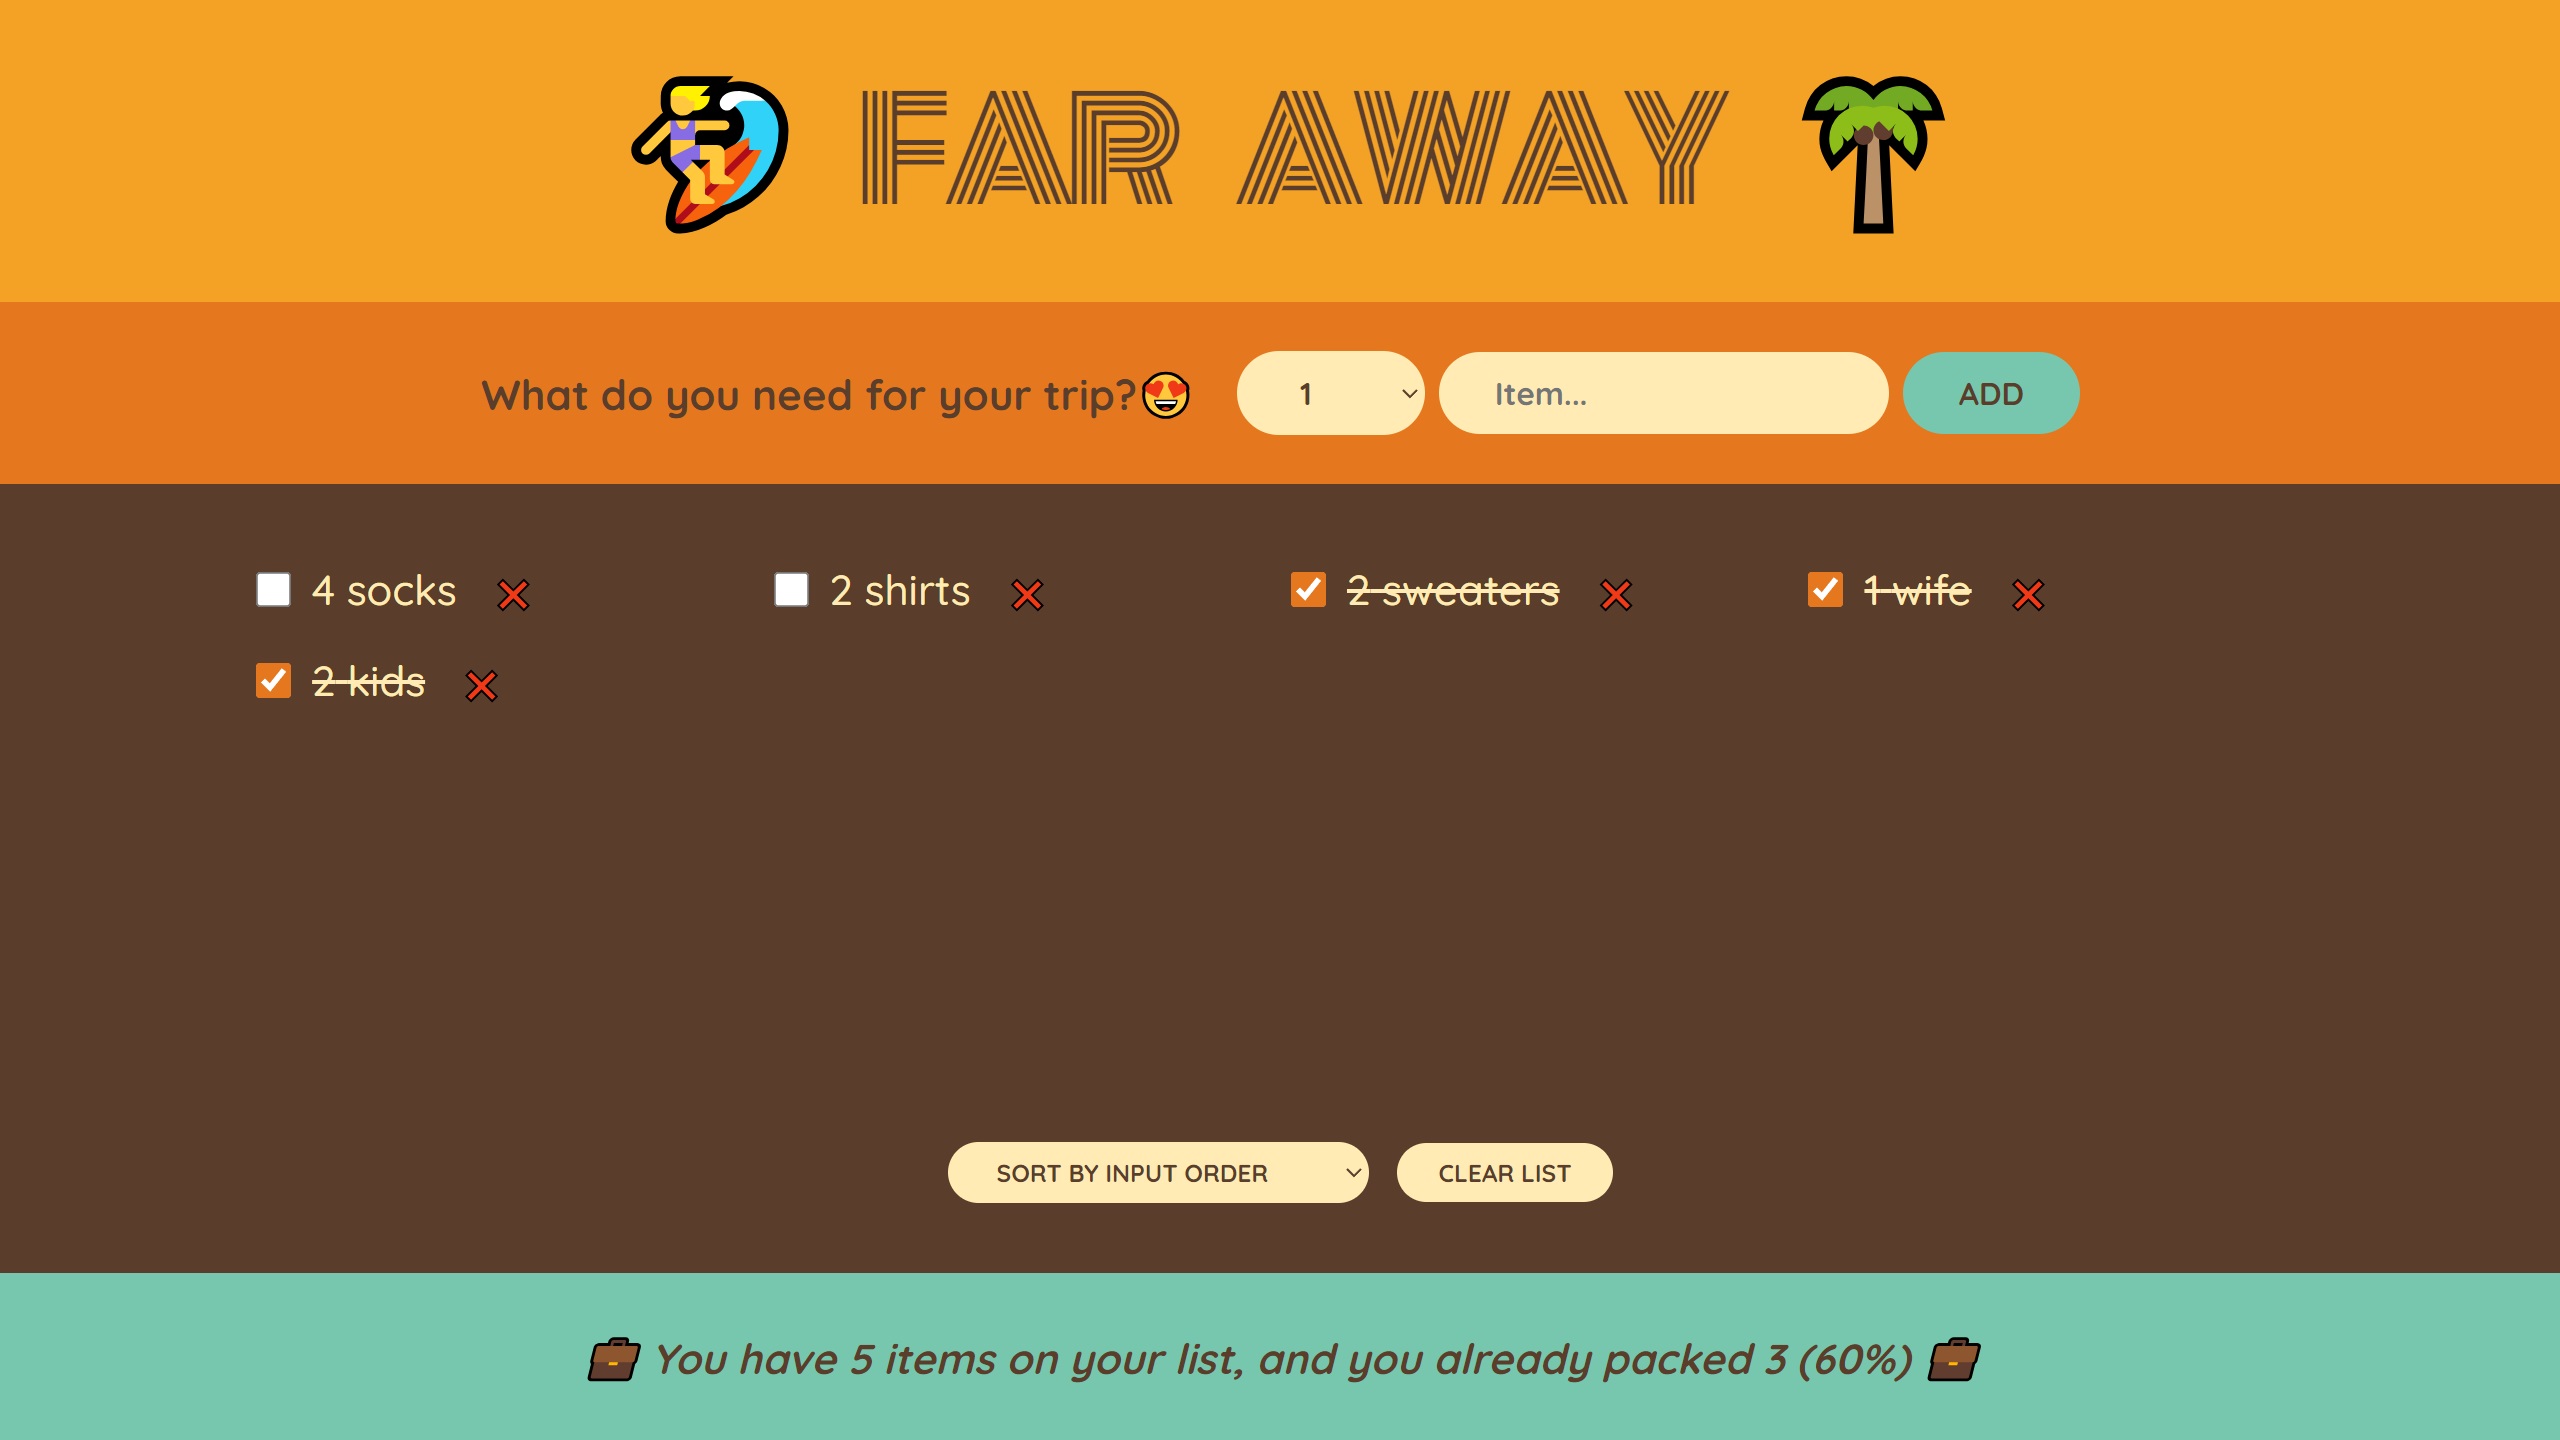 FAR AWAY
What do you need for your trip?😍 1 Item... ADD
4 socks 2 shirts 2 sweaters 1 wife
2 kids
SORT BY INPUT ORDER CLEAR LIST
You have 5 items on your list, and you already packed 3 (60%)